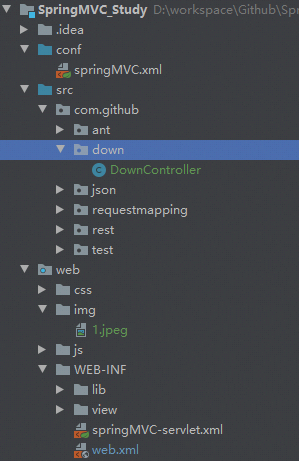 SpringMVC_Study D:\workspace\Github\Spr
.idea
conf
springMVC.xml
src
com.github
ant
down
DownController
json
requestmapping
rest
test
web
css
img
1.jpeg
js
WEB-INF
lib
view
springMVC-servlet.xml
web.xml